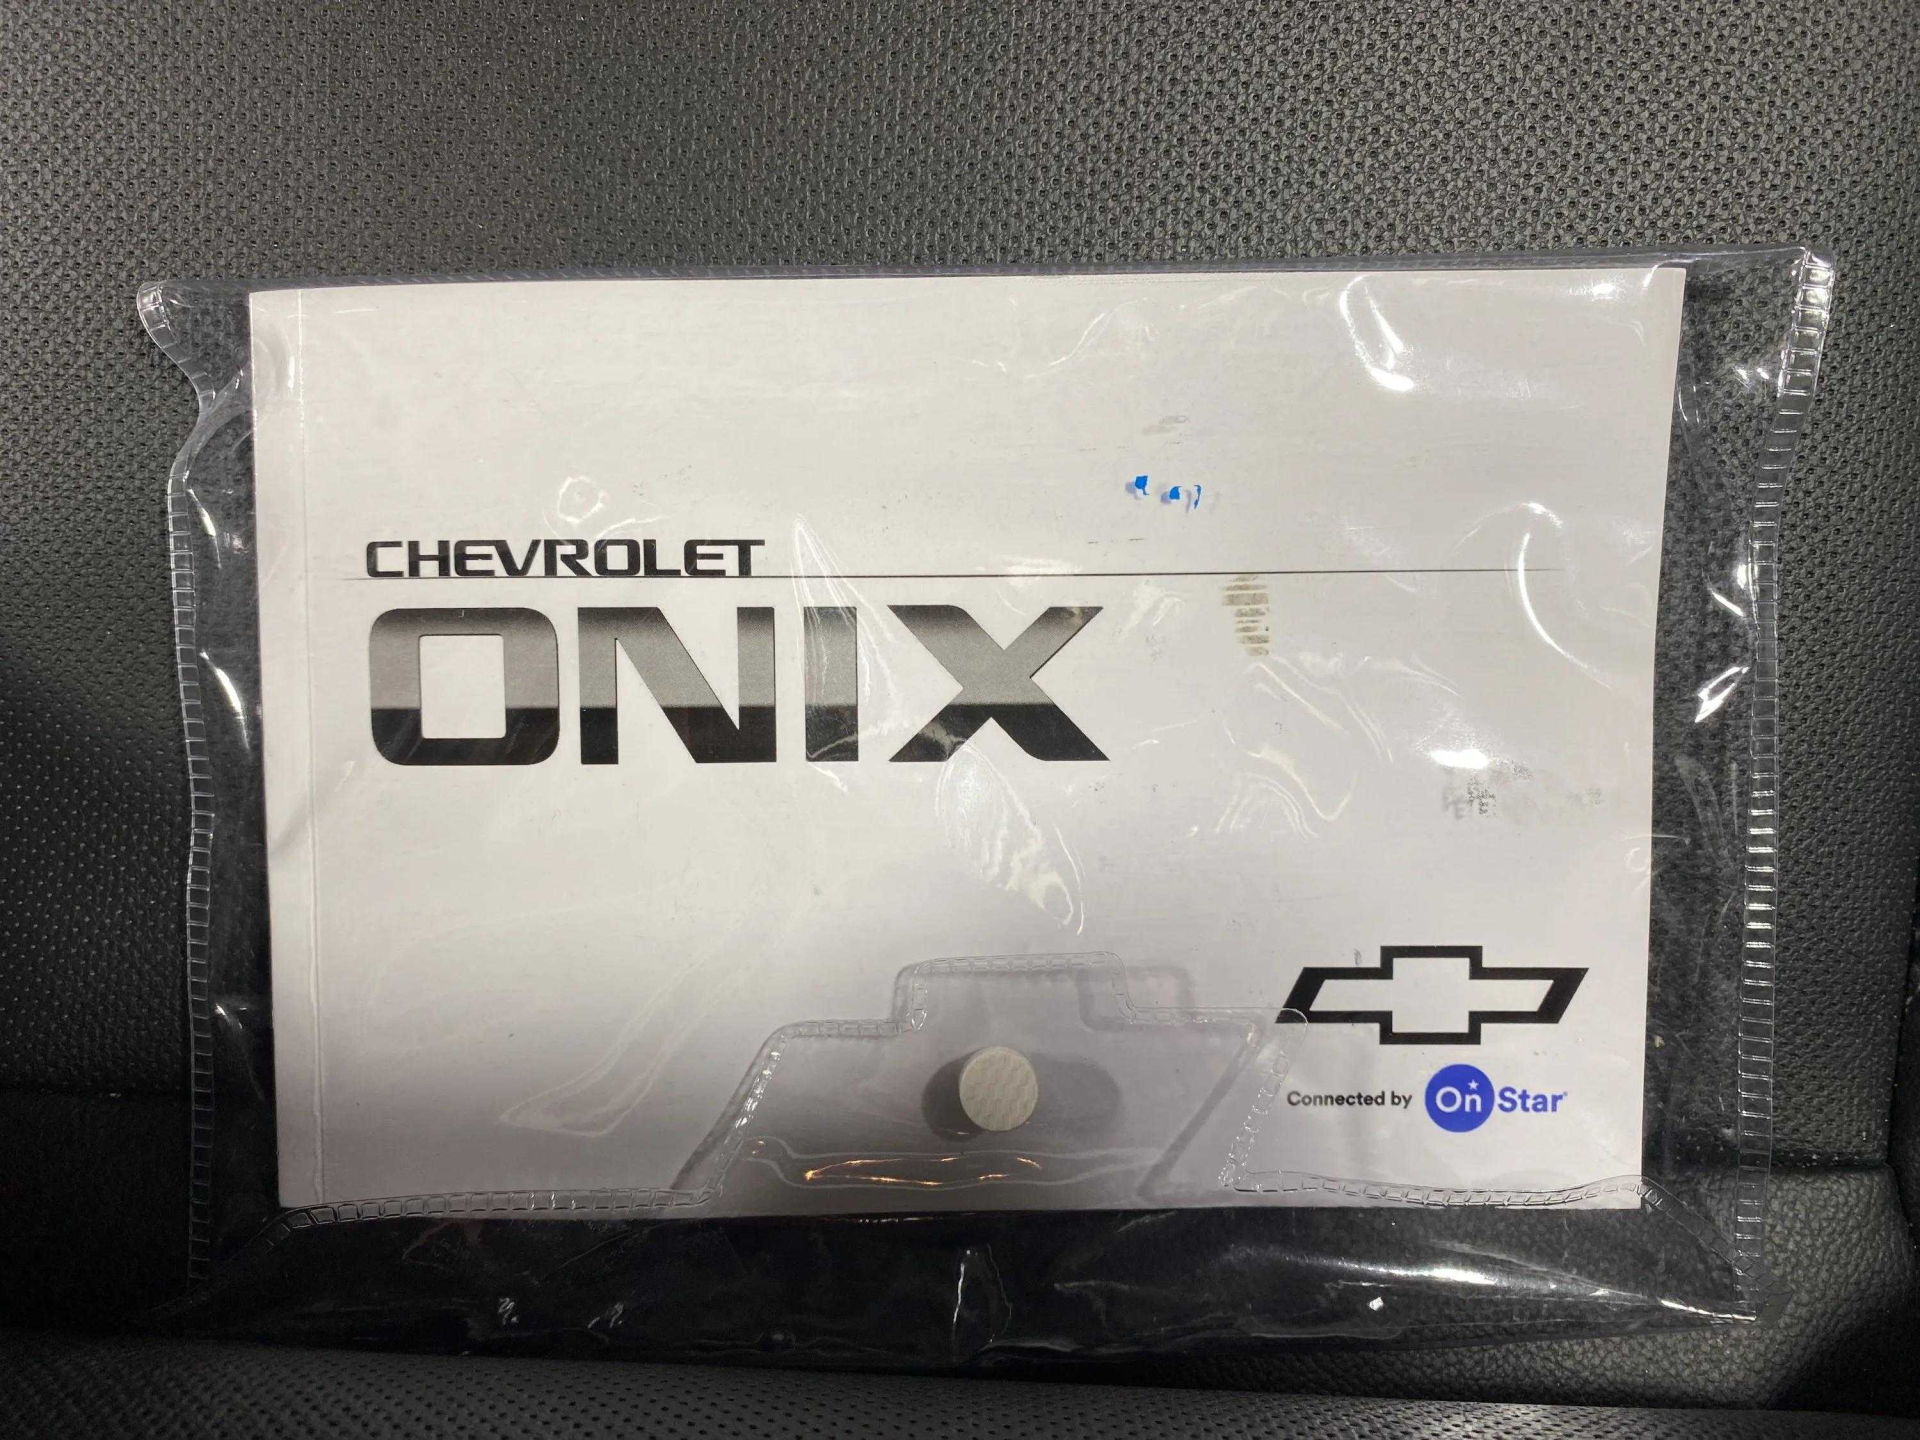 CHEVROLET
ONIX
Connected by OnStar